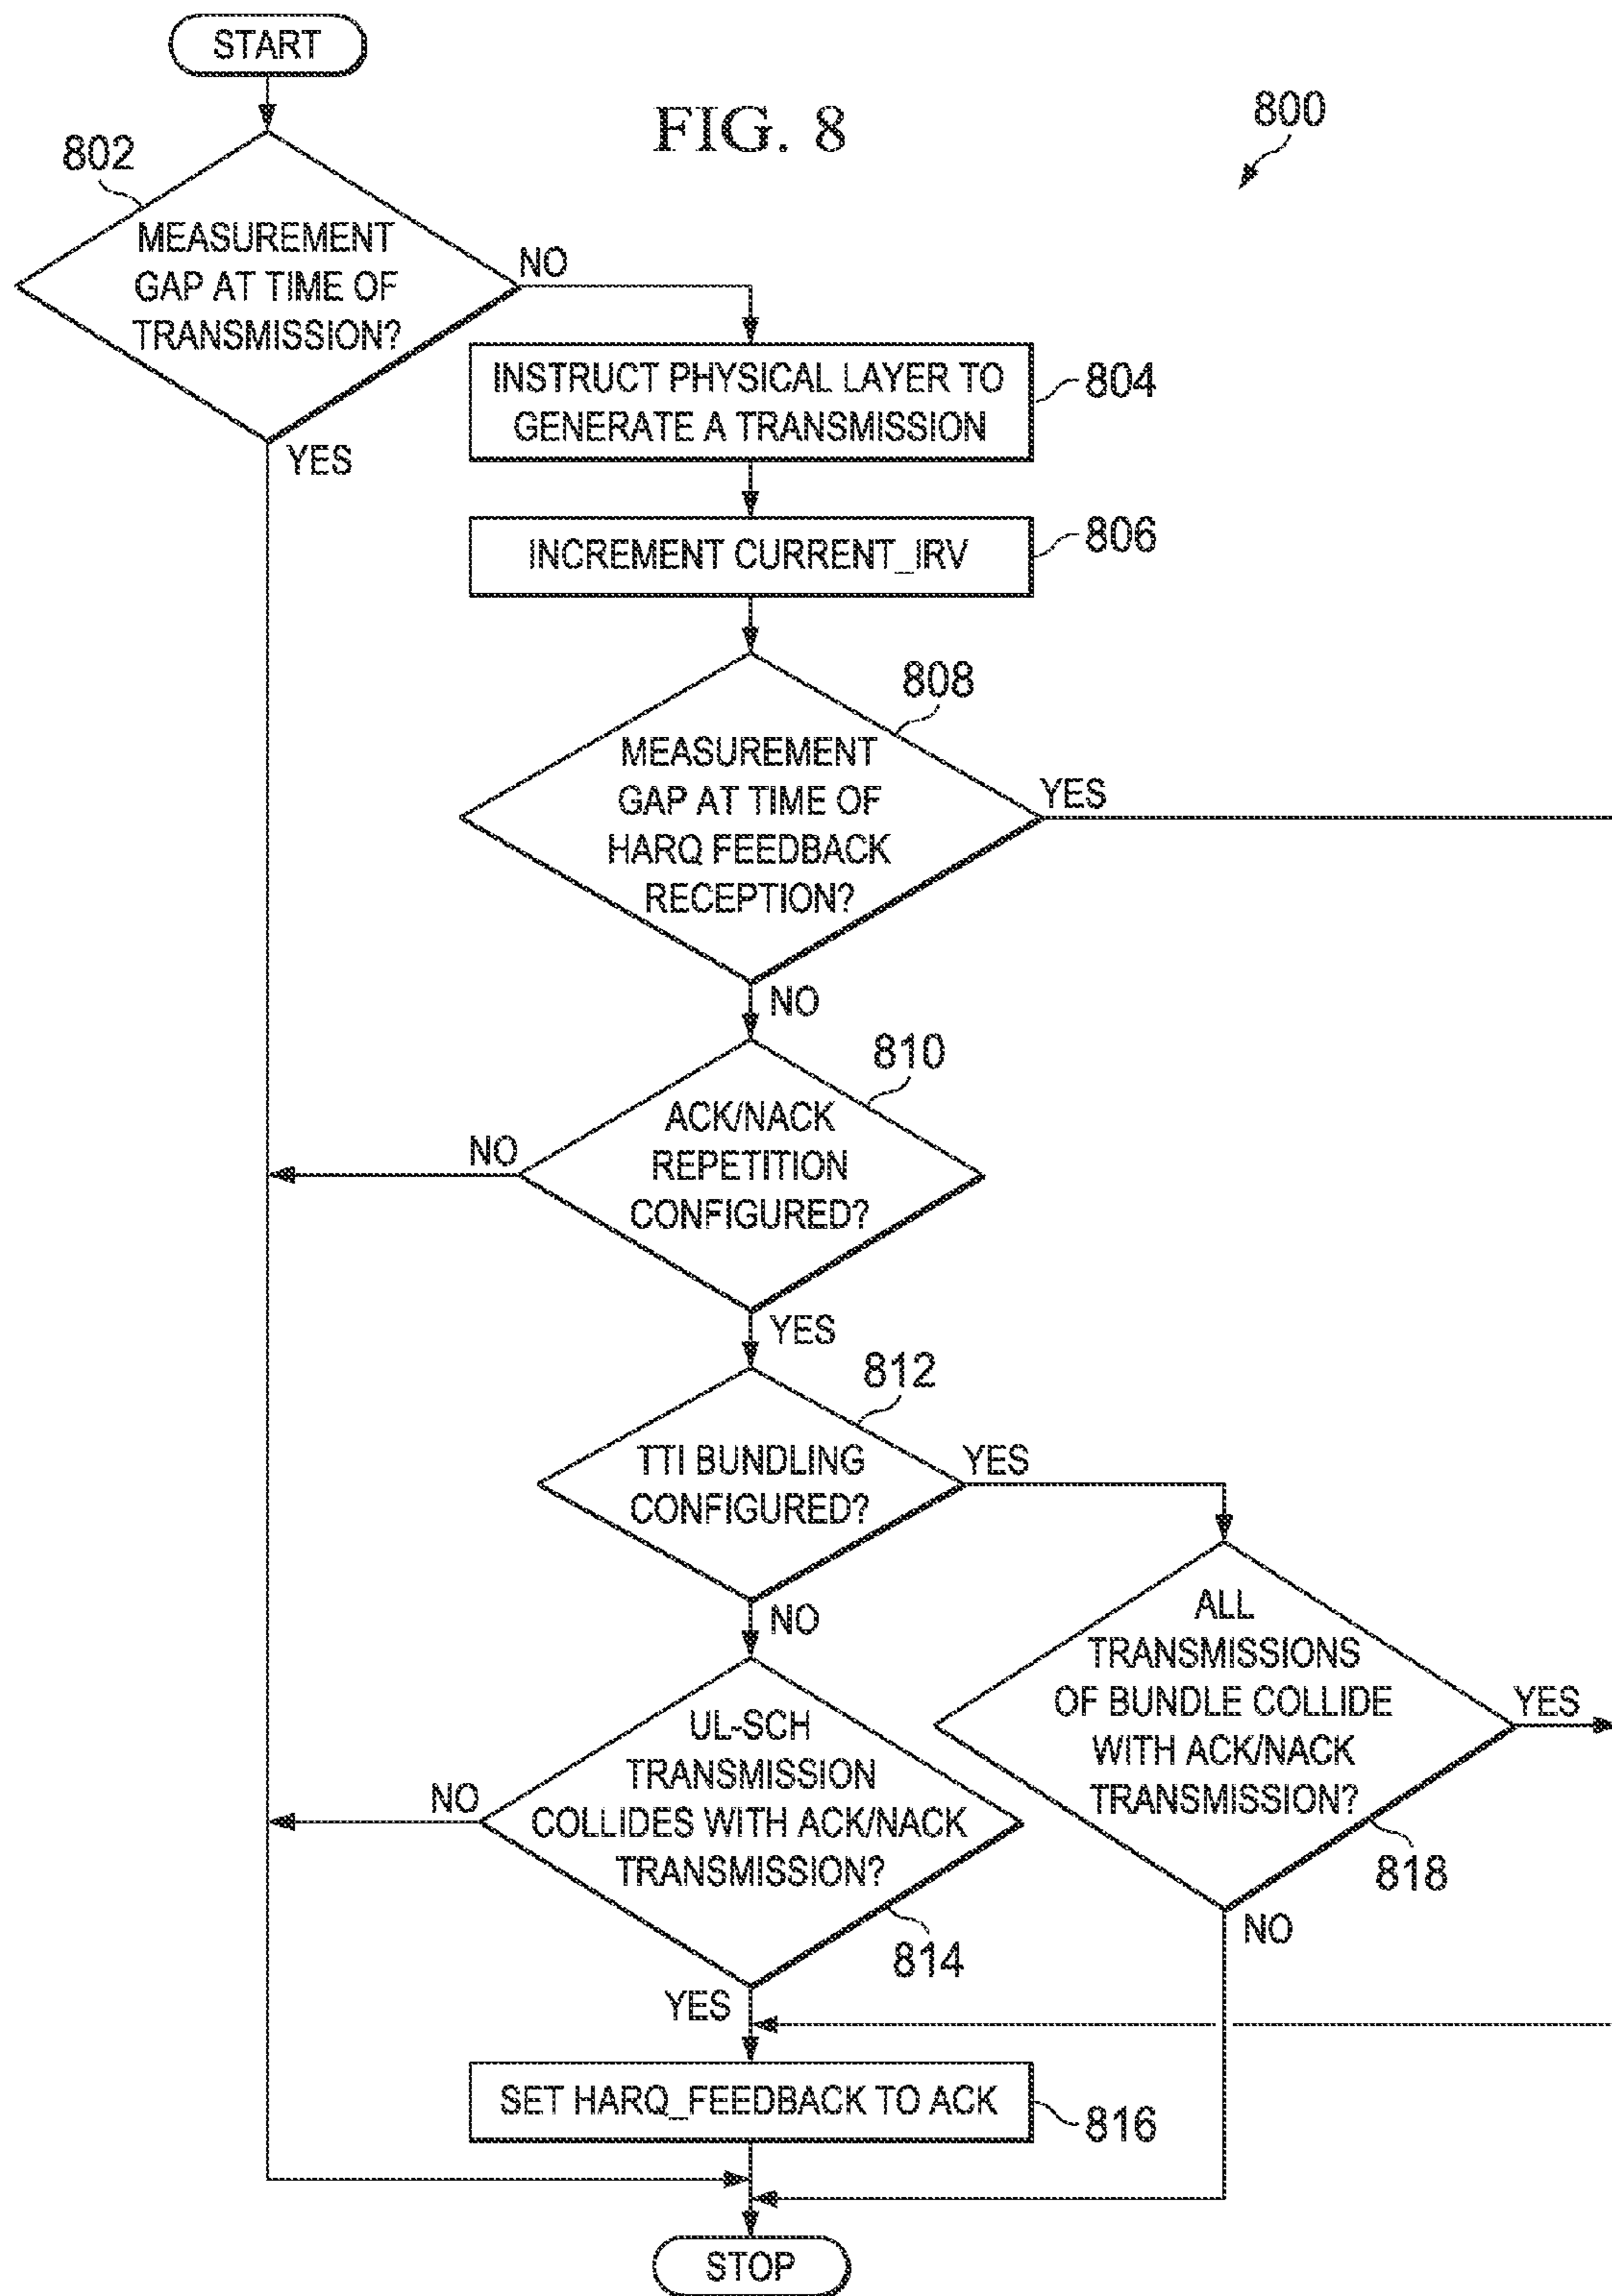 START
FIG. 8
800
802
MEASUREMENT
GAP AT TIME OF
TRANSMISSION?
NO
YES
INSTRUCT PHYSICAL LAYER TO
GENERATE A TRANSMISSION
804
INCREMENT CURRENT_IRV
806
808
MEASUREMENT
GAP AT TIME OF
HARQ FEEDBACK
RECEPTION?
YES
NO
810
ACK/NACK
REPETITION
CONFIGURED?
NO
YES
812
TTI BUNDLING
CONFIGURED?
YES
NO
ALL
TRANSMISSIONS
OF BUNDLE COLLIDE
WITH ACK/NACK
TRANSMISSION?
YES
818
NO
UL-SCH
TRANSMISSION
COLLIDES WITH ACK/NACK
TRANSMISSION?
NO
814
YES
SET HARQ_FEEDBACK TO ACK
816
STOP